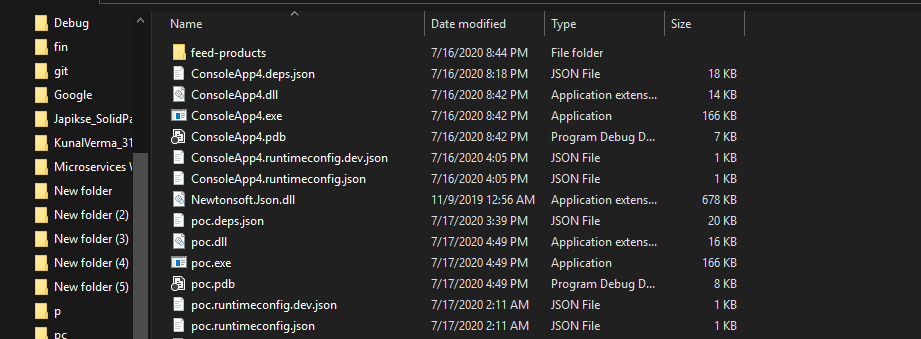 Name Date modified Type Size
Debug
fin
git
Google
Japikse_SolidPa
KunalVerma_31
Microservices W
New folder
New folder (2)
New folder (3)
New folder (4)
New folder (5)
p
pc
feed-products 7/16/2020 8:44 PM File folder
ConsoleApp4.deps.json 7/16/2020 8:18 PM JSON File 18 KB
ConsoleApp4.dll 7/16/2020 8:42 PM Application extens... 14 KB
ConsoleApp4.exe 7/16/2020 8:42 PM Application 166 KB
ConsoleApp4.pdb 7/16/2020 8:42 PM Program Debug D... 7 KB
ConsoleApp4.runtimeconfig.dev.json 7/16/2020 4:05 PM JSON File 1 KB
ConsoleApp4.runtimeconfig.json 7/16/2020 4:05 PM JSON File 1 KB
Newtonsoft.Json.dll 11/9/2019 12:56 AM Application extens... 678 KB
poc.deps.json 7/17/2020 3:39 PM JSON File 20 KB
poc.dll 7/17/2020 4:49 PM Application extens... 16 KB
poc.exe 7/17/2020 4:49 PM Application 166 KB
poc.pdb 7/17/2020 4:49 PM Program Debug D... 8 KB
poc.runtimeconfig.dev.json 7/17/2020 2:11 AM JSON File 1 KB
poc.runtimeconfig.json 7/17/2020 2:11 AM JSON File 1 KB